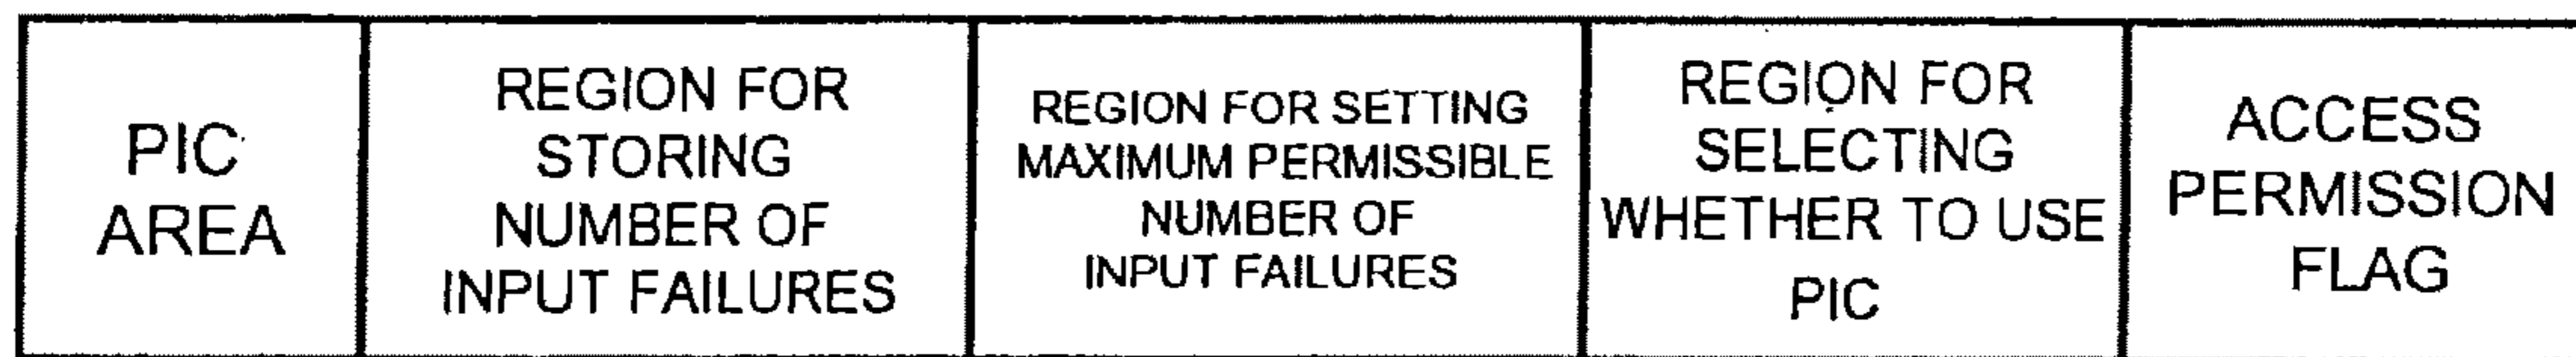 PIC
AREA
REGION FOR
STORING
NUMBER OF
INPUT FAILURES
REGION FOR SETTING
MAXIMUM PERMISSIBLE
NUMBER OF
INPUT FAILURES
REGION FOR
SELECTING
WHETHER TO USE
PIC
ACCESS
PERMISSION
FLAG